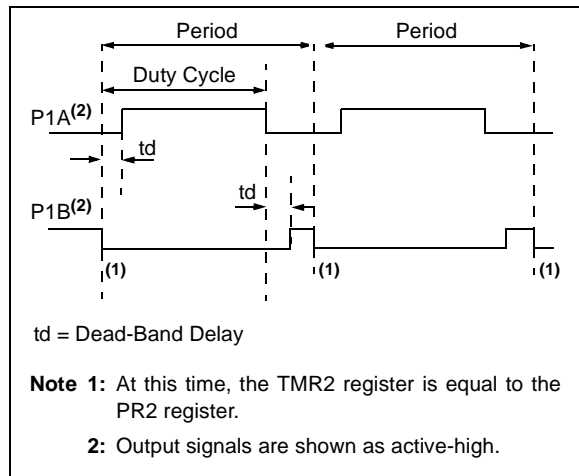 Period Period
Duty Cycle
P1A(2)
td
td
P1B(2)
(1) (1) (1)
td = Dead-Band Delay
Note 1: At this time, the TMR2 register is equal to the
PR2 register.
2: Output signals are shown as active-high.